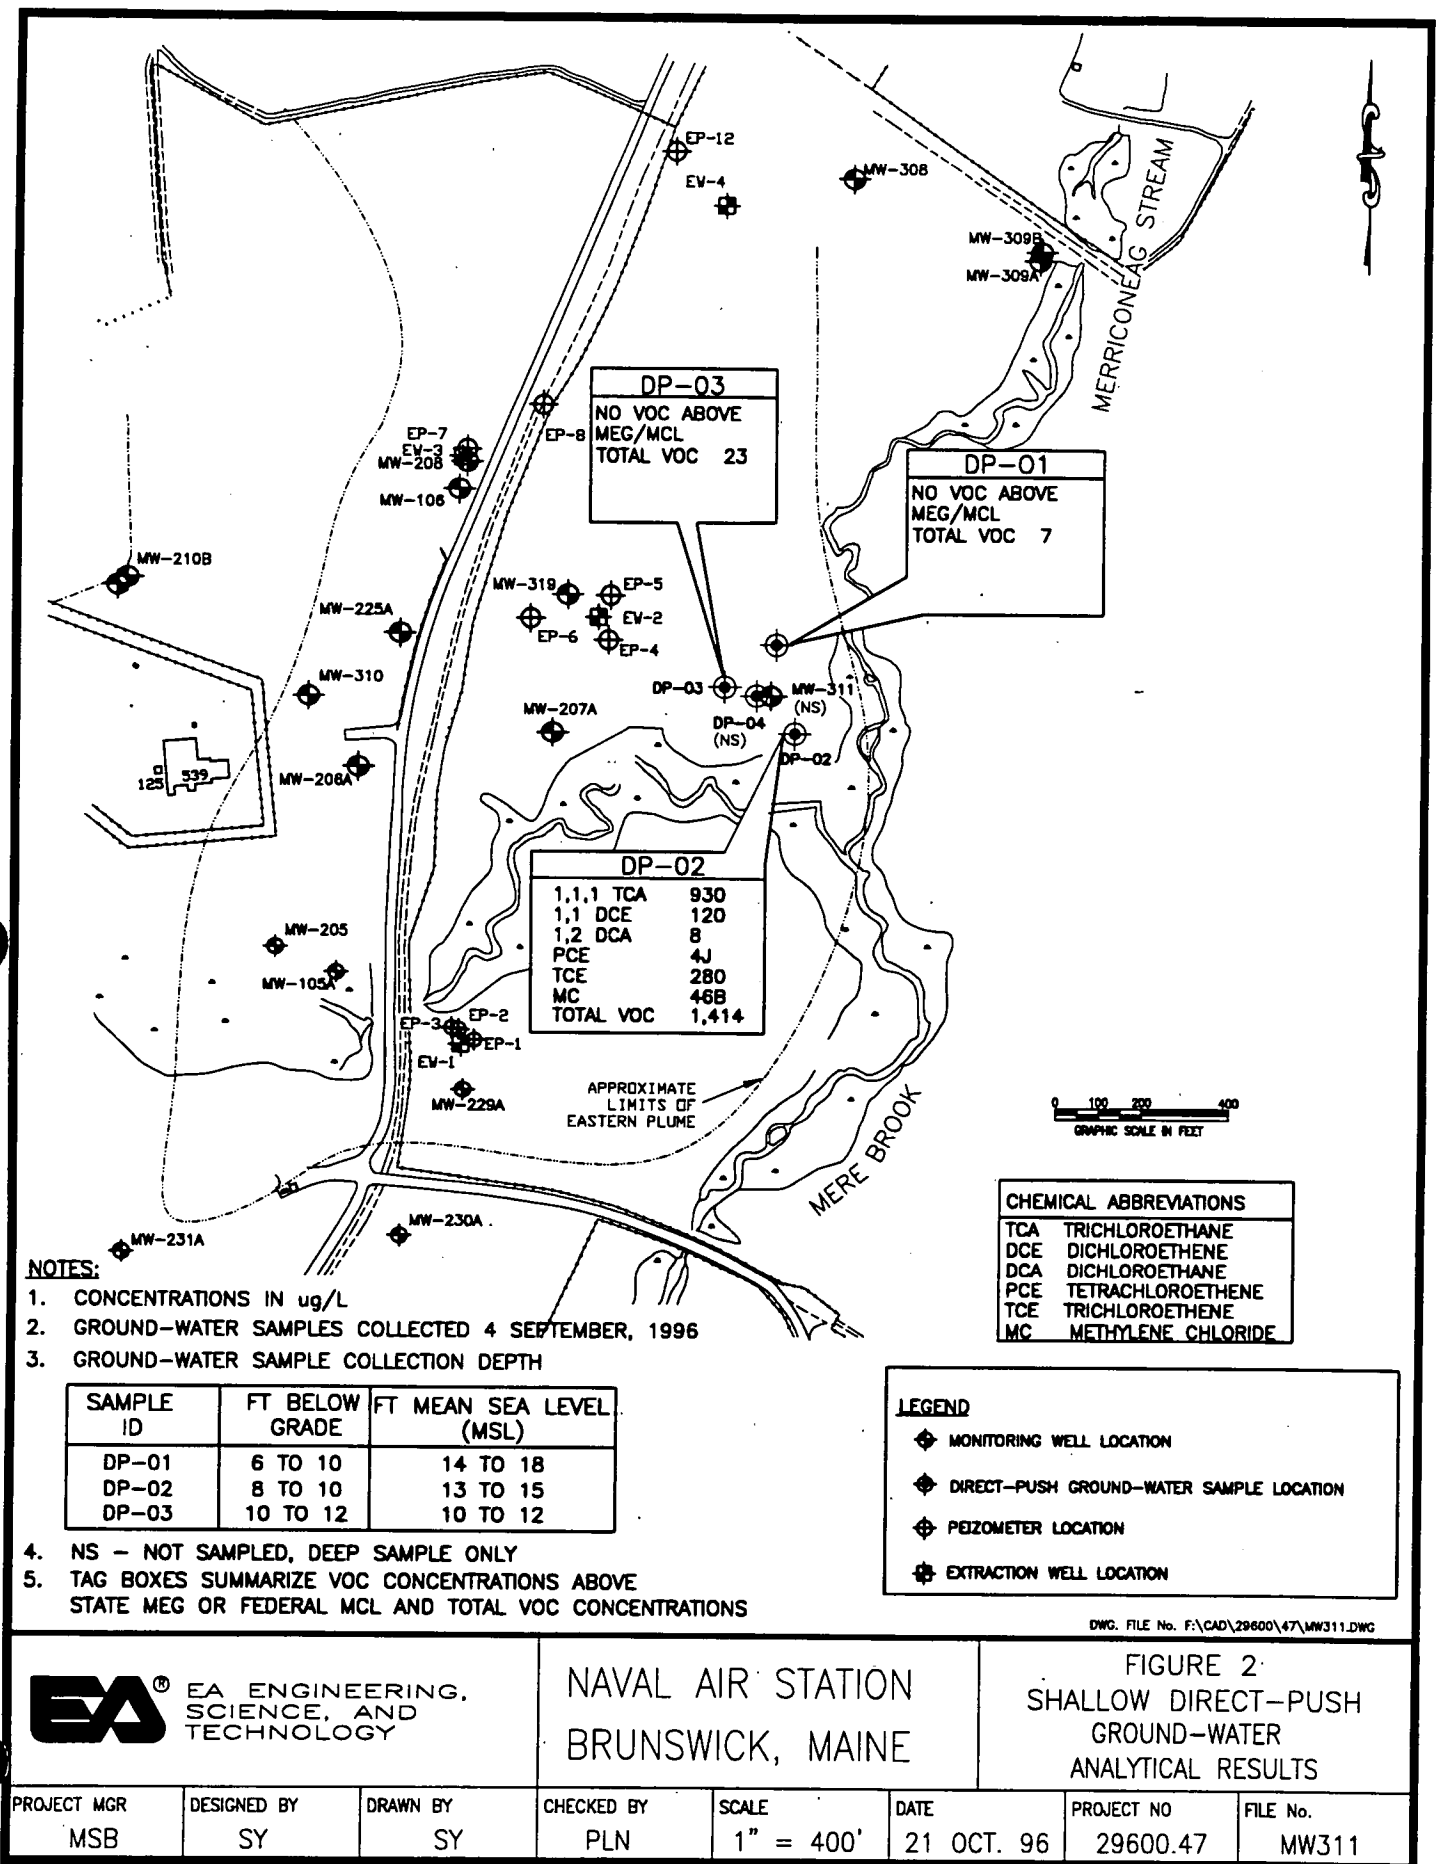 EP-12
EW-4
MW-308
MW-309B
MW-309A
MERRICONEAG STREAM
DP-03
NO VOC ABOVE
MEG/MCL
TOTAL VOC 23
EP-8
EP-7
EW-3
MW-208
MW-106
DP-01
NO VOC ABOVE
MEG/MCL
TOTAL VOC 7
MW-210B
MW-319
EP-5
MW-225A
EW-2
EP-6
EP-4
MW-310
DP-03
MW-311
(NS)
MW-207A
DP-04
(NS)
DP-02
MW-206A
125
539
DP-02
1,1,1 TCA 930
1,1 DCE 120
1,2 DCA 8
PCE 4J
TCE 280
MC 46B
TOTAL VOC 1,414
MW-205
MW-105A
EP-3
EP-2
EP-1
EW-1
MW-229A
APPROXIMATE
LIMITS OF
EASTERN PLUME
MERE BROOK
0 100 200 400
GRAPHIC SCALE IN FEET
CHEMICAL ABBREVIATIONS
TCA TRICHLOROETHANE
DCE DICHLOROETHENE
DCA DICHLOROETHANE
PCE TETRACHLOROETHENE
TCE TRICHLOROETHENE
MC METHYLENE CHLORIDE
MW-230A
MW-231A
NOTES:
1. CONCENTRATIONS IN ug/L
2. GROUND-WATER SAMPLES COLLECTED 4 SEPTEMBER, 1996
3. GROUND-WATER SAMPLE COLLECTION DEPTH
SAMPLE ID FT BELOW GRADE FT MEAN SEA LEVEL (MSL)
DP-01 6 TO 10 14 TO 18
DP-02 8 TO 10 13 TO 15
DP-03 10 TO 12 10 TO 12
4. NS - NOT SAMPLED, DEEP SAMPLE ONLY
5. TAG BOXES SUMMARIZE VOC CONCENTRATIONS ABOVE
STATE MEG OR FEDERAL MCL AND TOTAL VOC CONCENTRATIONS
LEGEND
MONITORING WELL LOCATION
DIRECT-PUSH GROUND-WATER SAMPLE LOCATION
PEIZOMETER LOCATION
EXTRACTION WELL LOCATION
DWG. FILE No. F:\CAD\29600\47\MW311.DWG
EA®
EA ENGINEERING,
SCIENCE, AND
TECHNOLOGY
NAVAL AIR STATION
BRUNSWICK, MAINE
FIGURE 2
SHALLOW DIRECT-PUSH
GROUND-WATER
ANALYTICAL RESULTS
PROJECT MGR MSB
DESIGNED BY SY
DRAWN BY SY
CHECKED BY PLN
SCALE 1" = 400'
DATE 21 OCT. 96
PROJECT NO 29600.47
FILE No. MW311